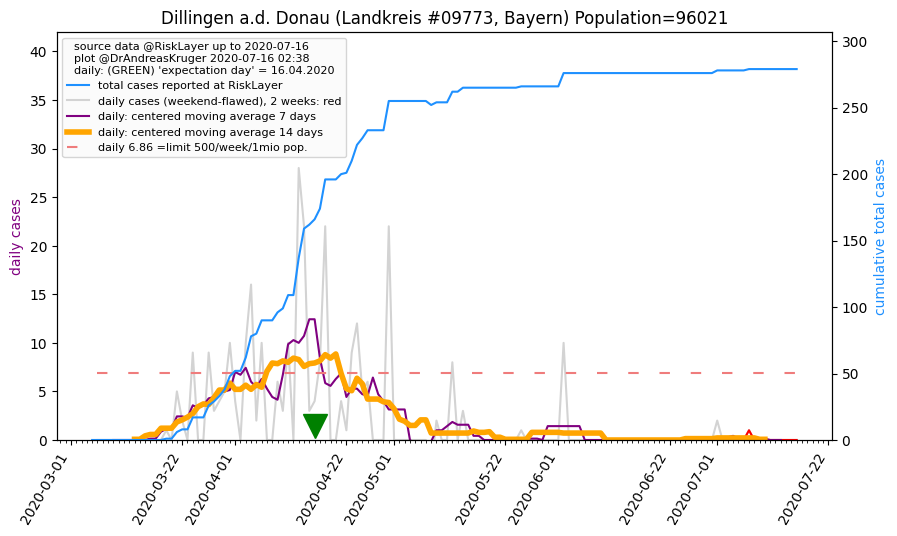 Dillingen a.d. Donau (Landkreis #09773, Bayern) Population=96021
source data @RiskLayer up to 2020-07-16
plot @DrAndreasKruger 2020-07-16 02:38
daily: (GREEN) 'expectation day' = 16.04.2020
total cases reported at RiskLayer
daily cases (weekend-flawed), 2 weeks: red
daily: centered moving average 7 days
daily: centered moving average 14 days
daily 6.86 =limit 500/week/1mio pop.
daily cases
40
35
30
25
20
15
10
5
0
cumulative total cases
300
250
200
150
100
50
0
2020-03-01
2020-03-22
2020-04-01
2020-04-22
2020-05-01
2020-05-22
2020-06-01
2020-06-22
2020-07-01
2020-07-22